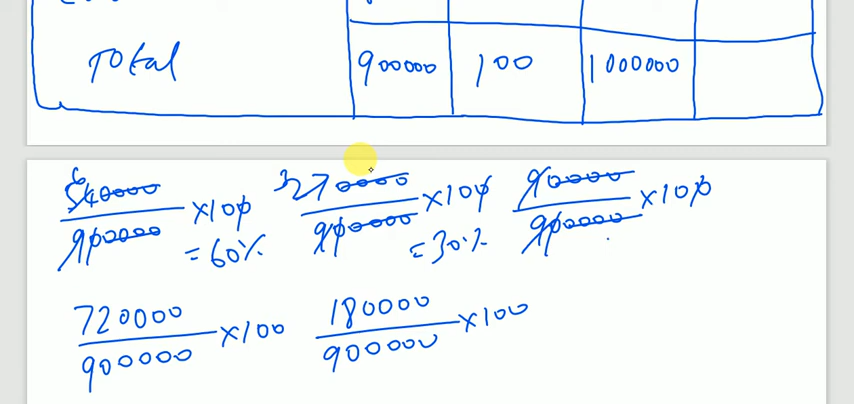 Total 900000 100 1000000
540000/900000 ×100 = 60% 270000/900000 ×100 = 30% 90000/900000 ×100
720000/900000 ×100 180000/900000 ×100